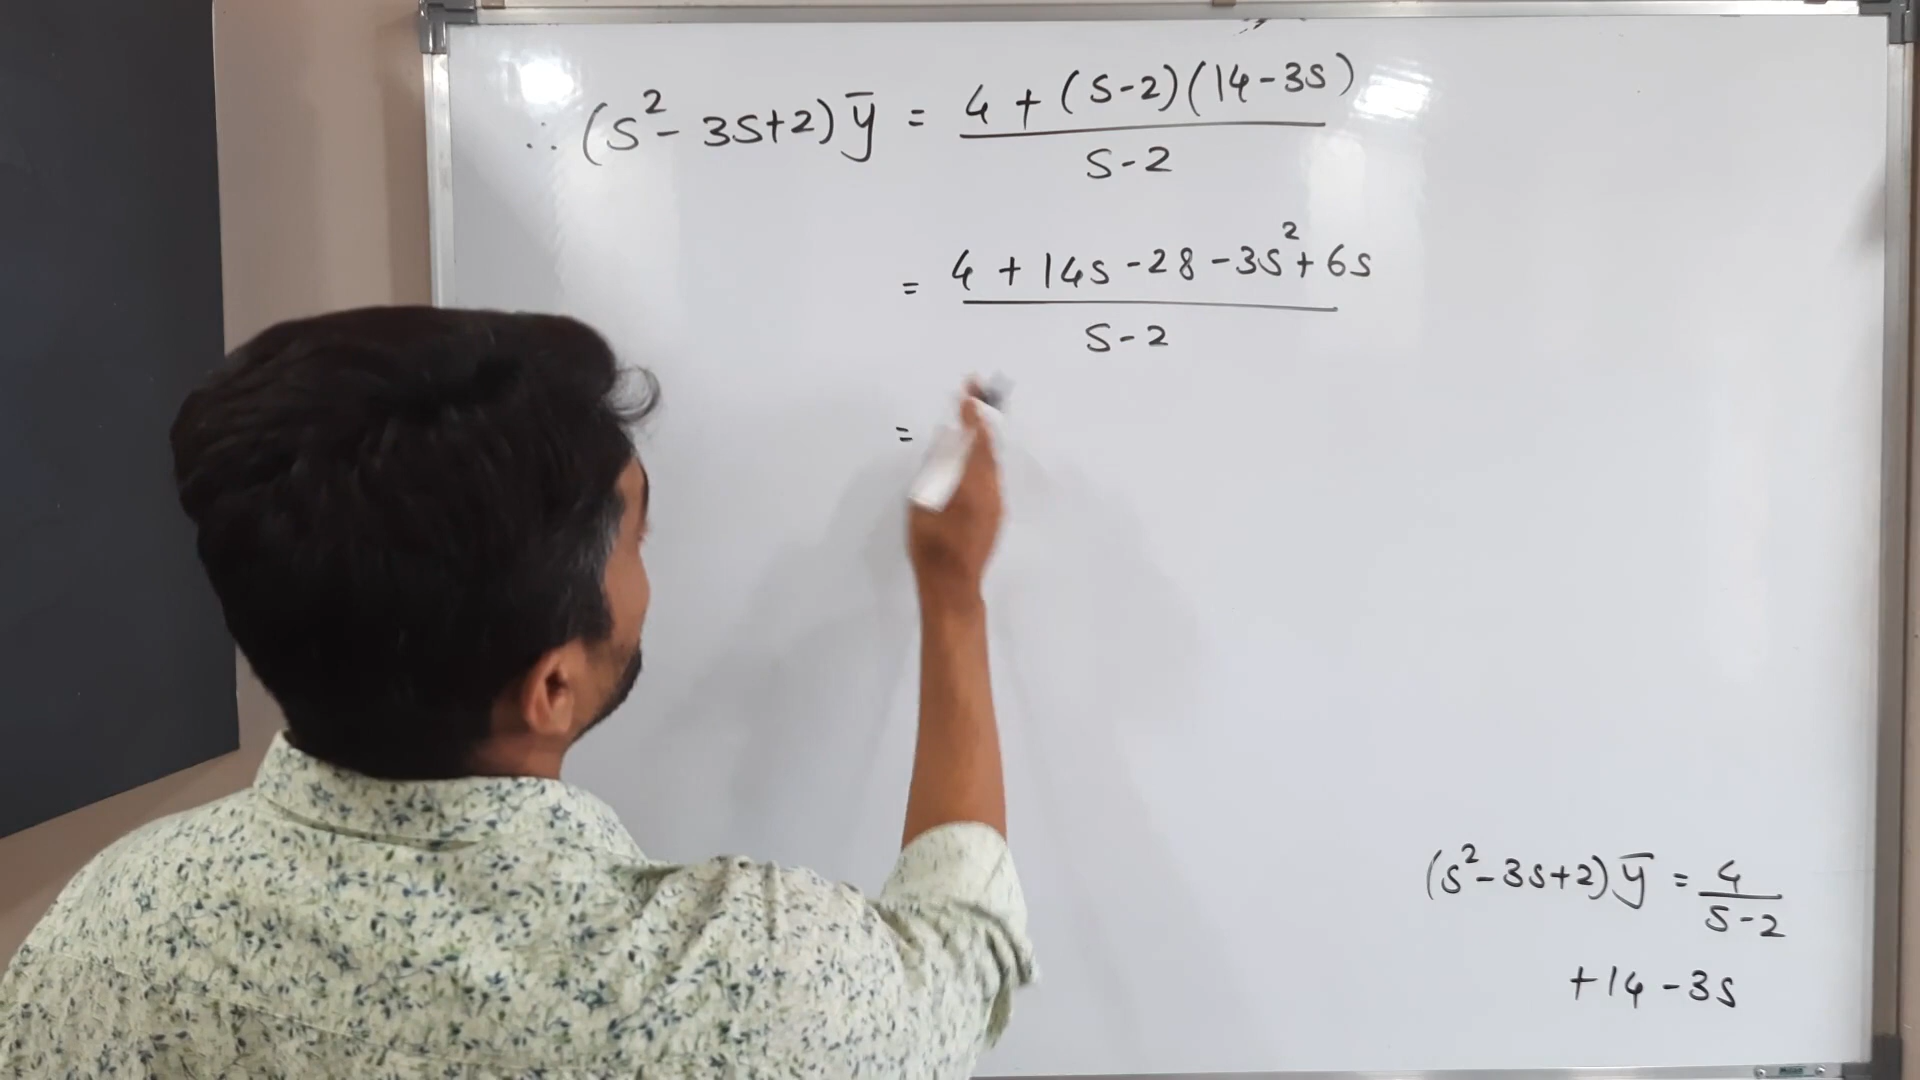 ∴ (s² - 3s+2) ȳ = 4 + (s-2)(14-3s)
s-2
= 4 + 14s - 28 - 3s² + 6s
s-2
=
(s² - 3s+2) ȳ = 4
s-2
+14 - 3s